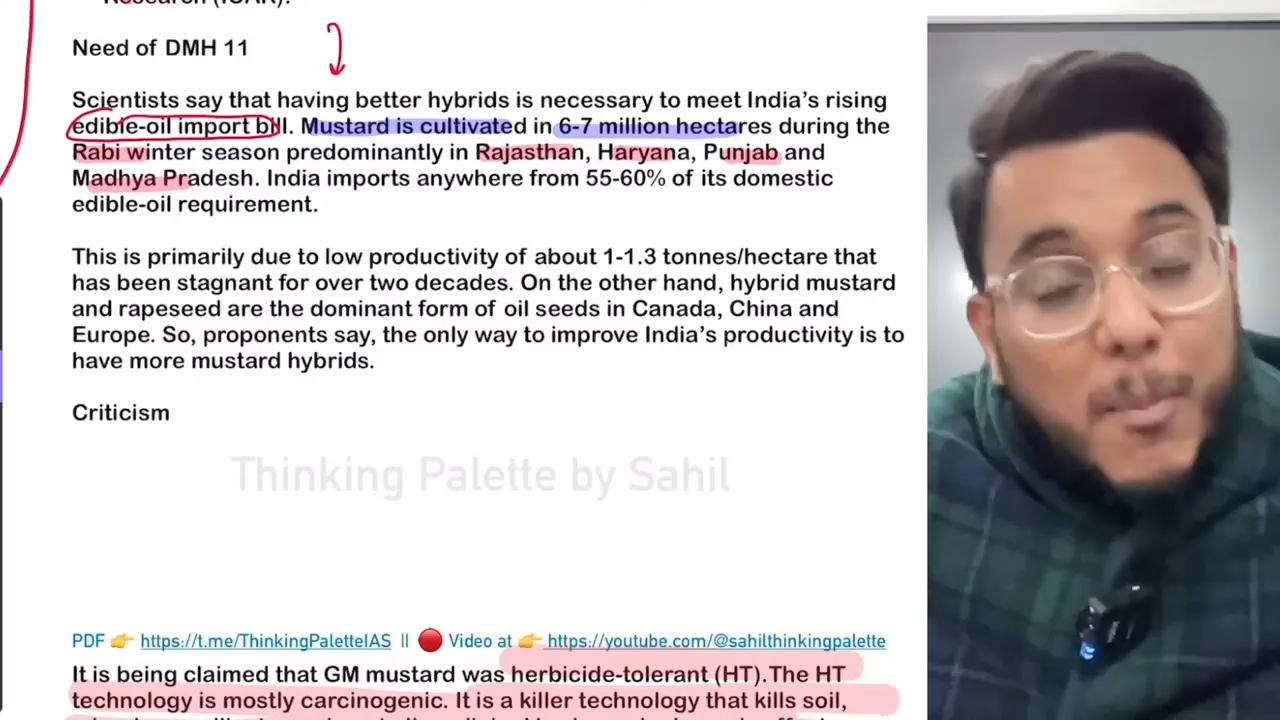 Research (ICAR).
Need of DMH 11
Scientists say that having better hybrids is necessary to meet India's rising
edible-oil import bill. Mustard is cultivated in 6-7 million hectares during the
Rabi winter season predominantly in Rajasthan, Haryana, Punjab and
Madhya Pradesh. India imports anywhere from 55-60% of its domestic
edible-oil requirement.
This is primarily due to low productivity of about 1-1.3 tonnes/hectare that
has been stagnant for over two decades. On the other hand, hybrid mustard
and rapeseed are the dominant form of oil seeds in Canada, China and
Europe. So, proponents say, the only way to improve India's productivity is to
have more mustard hybrids.
Criticism
Thinking Palette by Sahil
PDF 👉 https://t.me/ThinkingPaletteIAS || 🔴 Video at 👉 https://youtube.com/@sahilthinkingpalette
It is being claimed that GM mustard was herbicide-tolerant (HT).The HT
technology is mostly carcinogenic. It is a killer technology that kills soil,